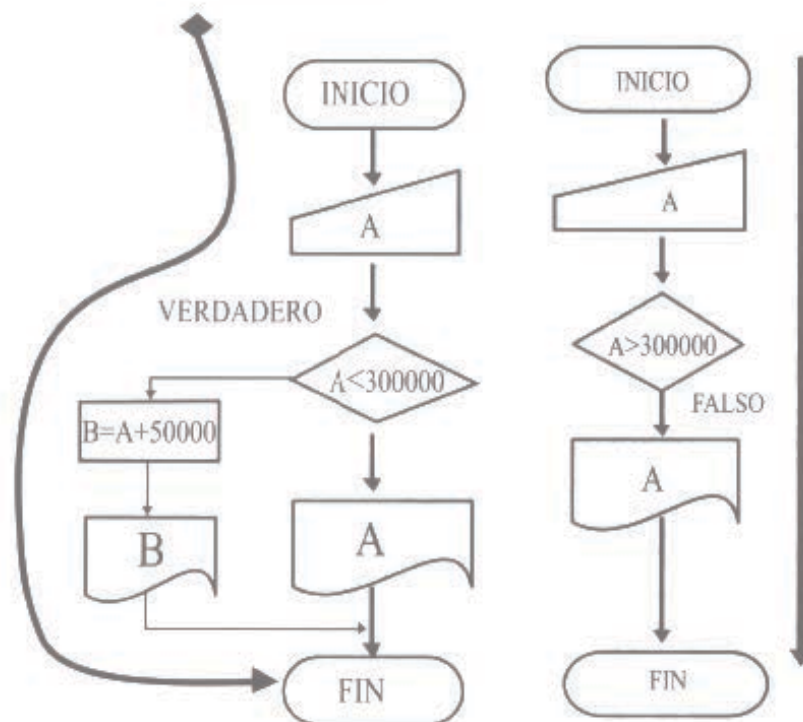 INICIO
A
VERDADERO
A<300000
B=A+50000
B
A
FIN
INICIO
A
A>300000
FALSO
A
FIN